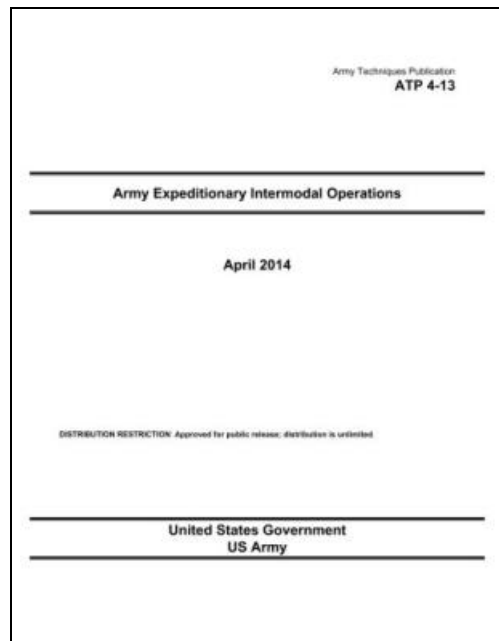 Army Techniques Publication
ATP 4-13
Army Expeditionary Intermodal Operations
April 2014
DISTRIBUTION RESTRICTION: Approved for public release; distribution is unlimited.
United States Government
US Army